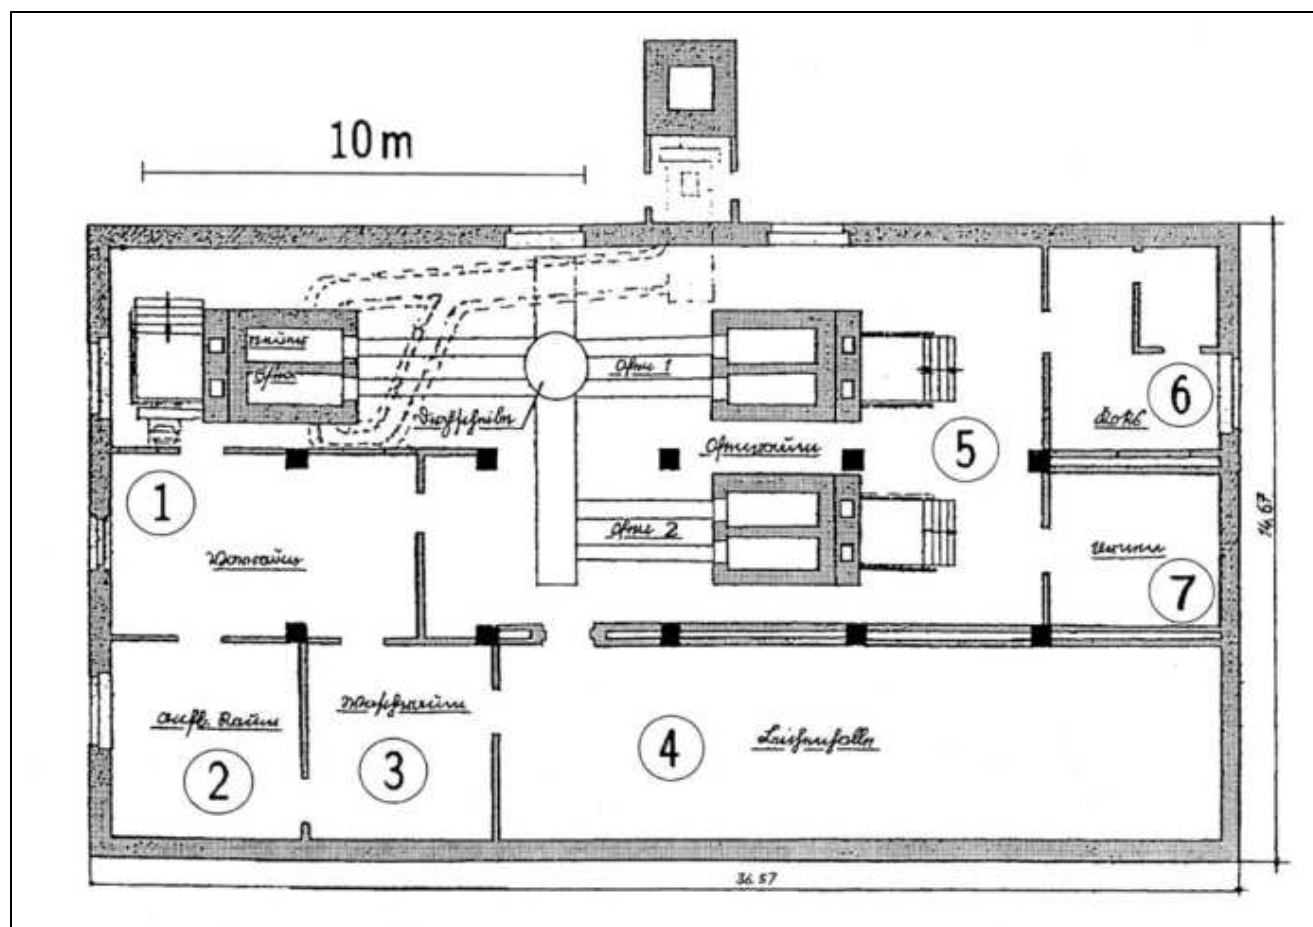 10 m
Ofen 1
Drehscheibe
Koks
6
Ofenraum
5
1
Vorraum
Ofen 2
Urnen
7
14.67
Aufb. Raum
2
Waschraum
3
4
Leichenhalle
26.57